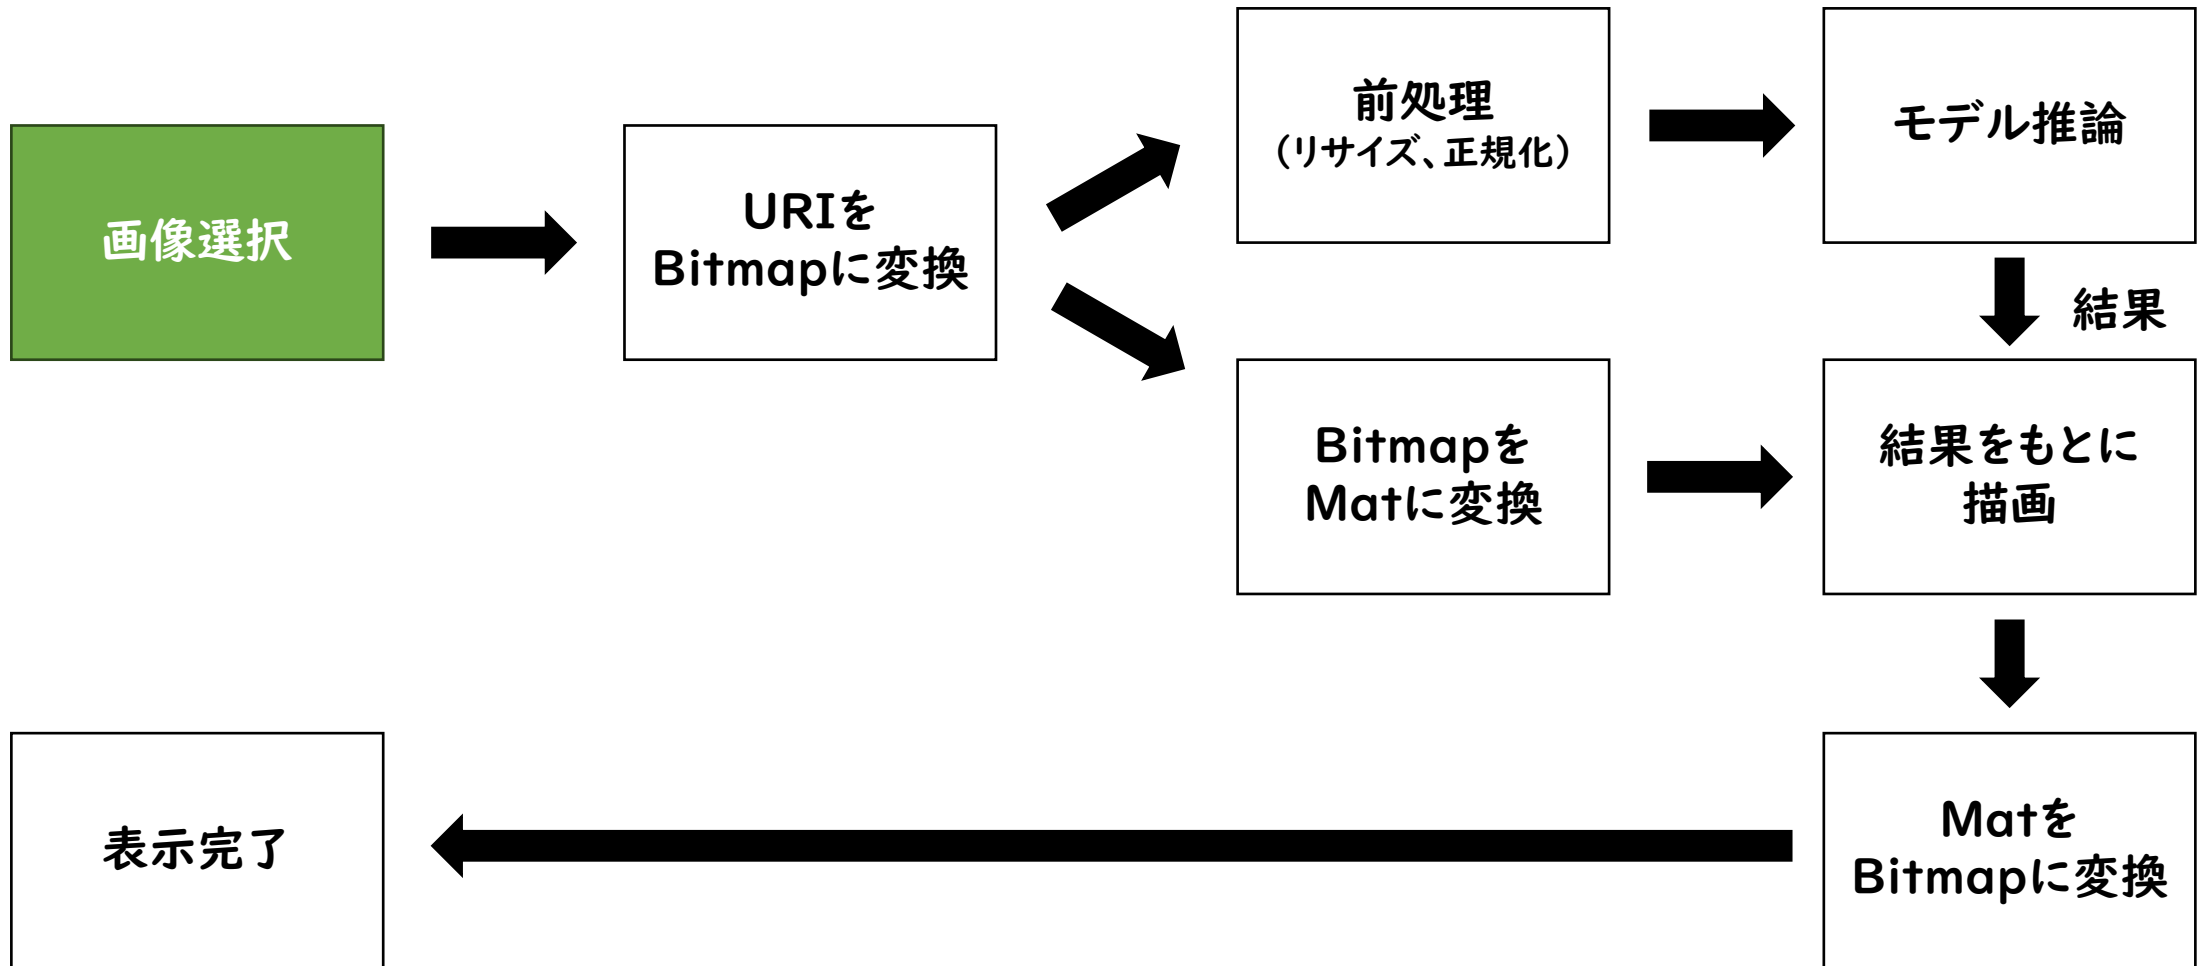 画像選択
URIを
Bitmapに変換
前処理
(リサイズ、正規化)
モデル推論
結果
Bitmapを
Matに変換
結果をもとに
描画
Matを
Bitmapに変換
表示完了